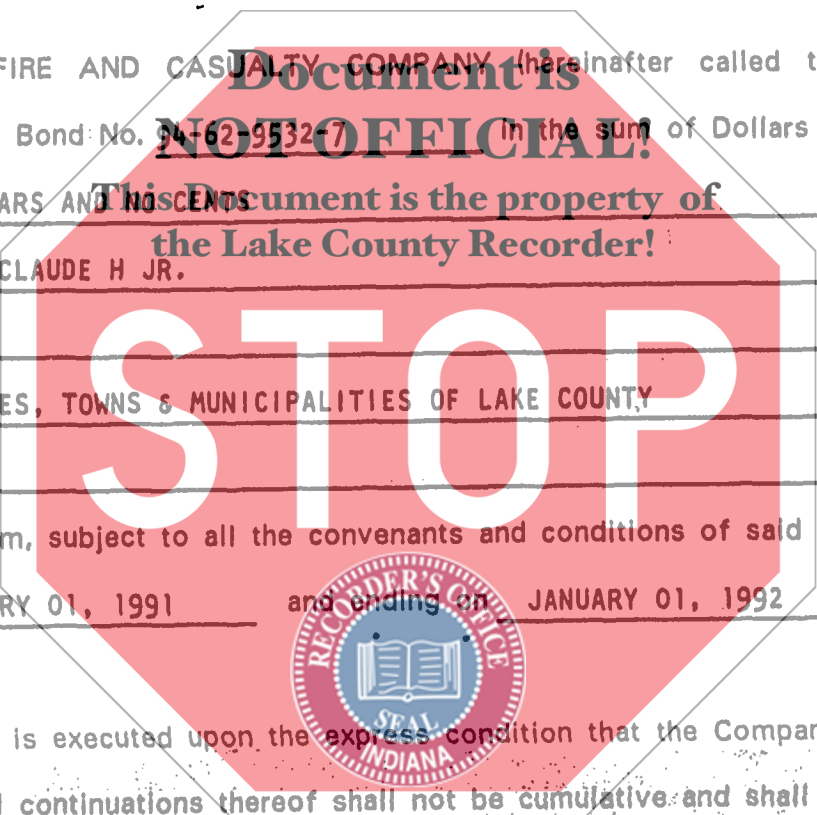 Document is
FIRE AND CASUALTY COMPANY (hereinafter called t
NOT OFFICIAL!
Bond No. 94-62-9532-7 in the sum of Dollars
This Document is the property of
ARS AND NO CENTS
the Lake County Recorder!
CLAUDE H JR.
STOP
ES, TOWNS & MUNICIPALITIES OF LAKE COUNTY
m, subject to all the convenants and conditions of said
RY 01, 1991 and ending on JANUARY 01, 1992
RECORDER'S OFFICE
SEAL
INDIANA
is executed upon the express condition that the Compan
continuations thereof shall not be cumulative and shall